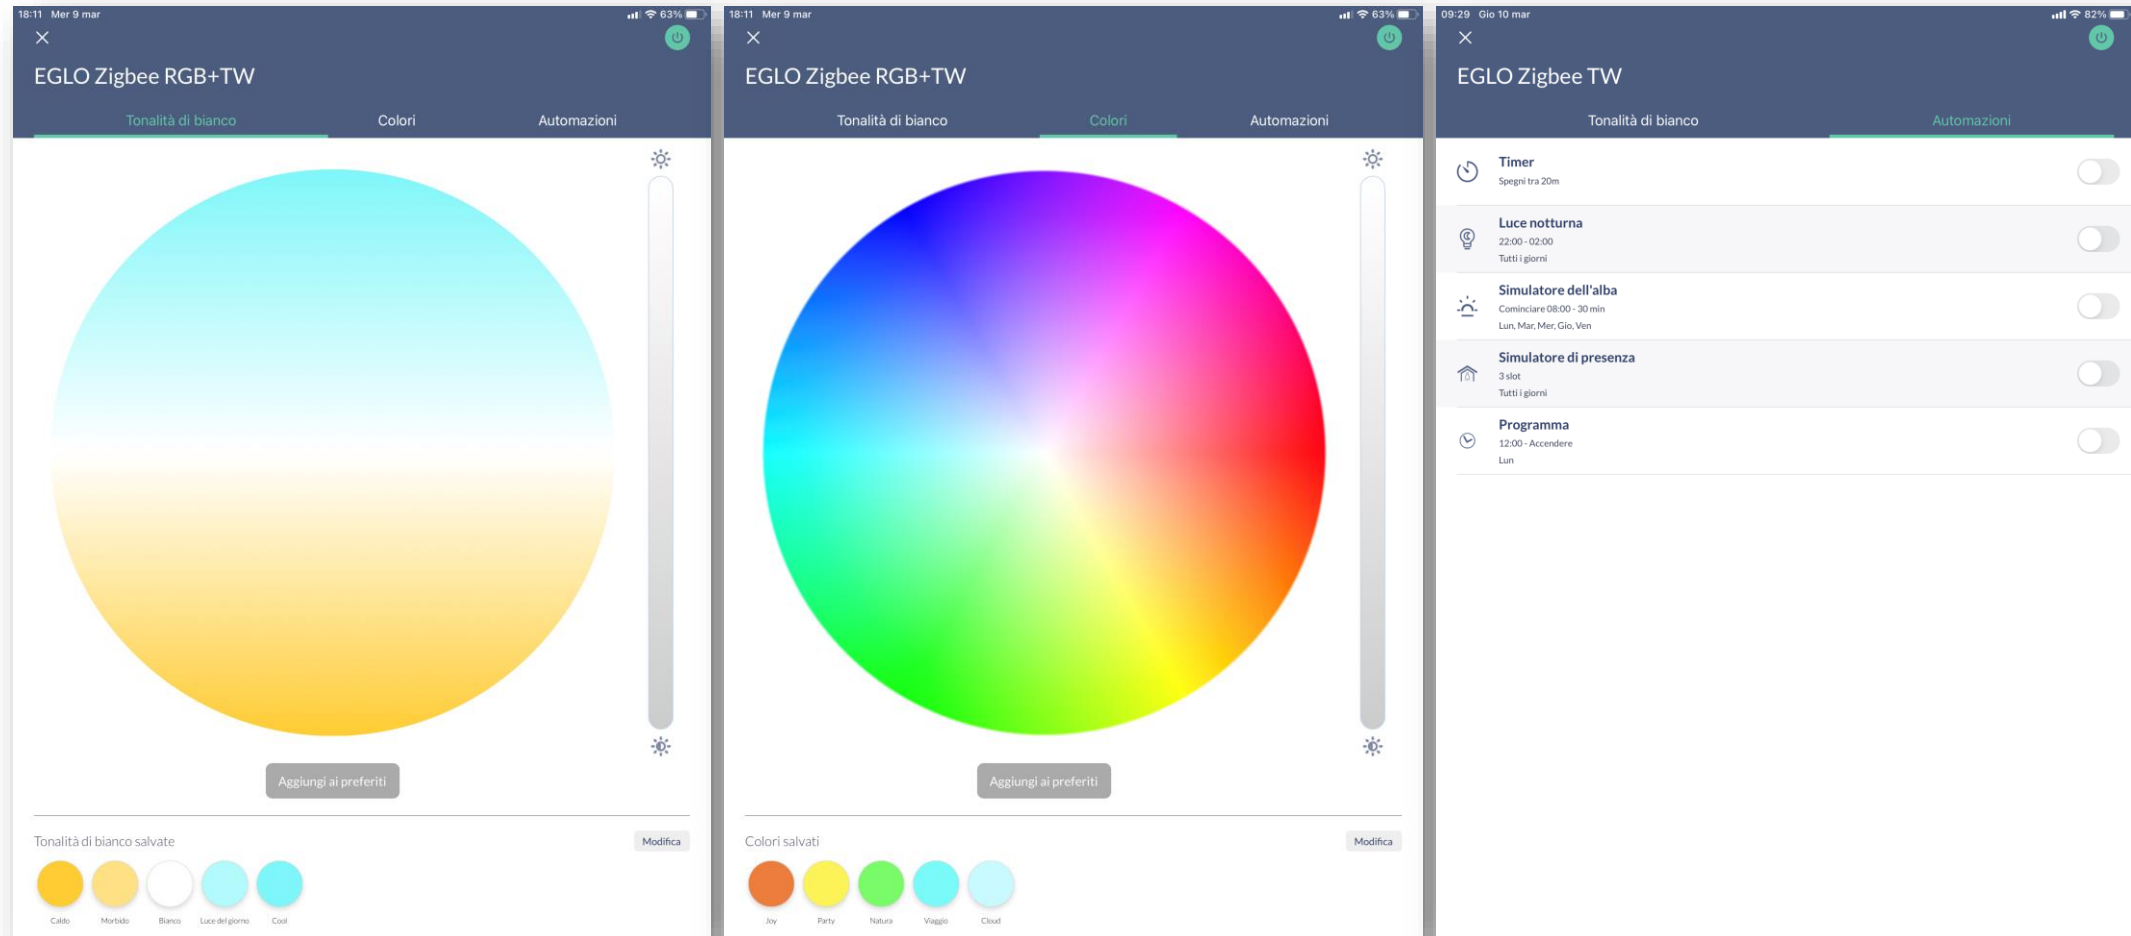 18:11 Mer 9 mar
63%
EGLO Zigbee RGB+TW
Tonalità di bianco
Colori
Automazioni
Aggiungi ai preferiti
Tonalità di bianco salvate
Modifica
Caldo
Morbido
Bianco
Luce del giorno
Cool
18:11 Mer 9 mar
63%
EGLO Zigbee RGB+TW
Tonalità di bianco
Colori
Automazioni
Aggiungi ai preferiti
Colori salvati
Modifica
Joy
Party
Natura
Viaggio
Cloud
09:29 Gio 10 mar
82%
EGLO Zigbee TW
Tonalità di bianco
Automazioni
Timer
Spegni tra 20m
Luce notturna
22:00 - 02:00
Tutti i giorni
Simulatore dell'alba
Cominciare 08:00 - 30 min
Lun, Mar, Mer, Gio, Ven
Simulatore di presenza
3 slot
Tutti i giorni
Programma
12:00 - Accendere
Lun